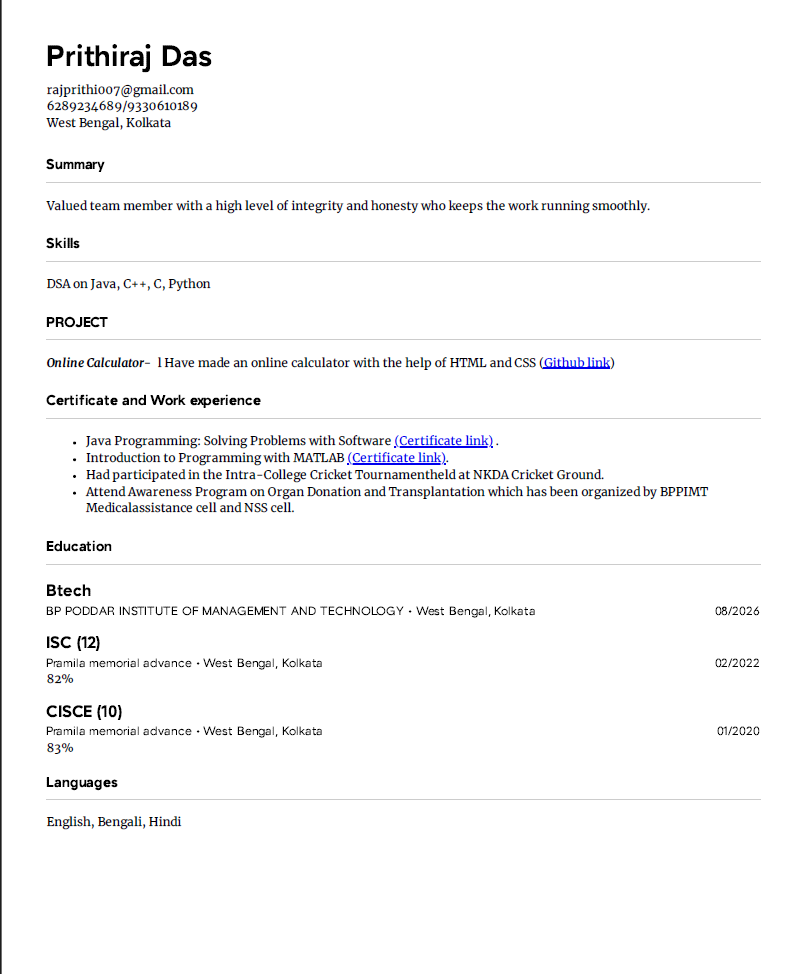 Prithiraj Das
rajprithi007@gmail.com
6289234689/9330610189
West Bengal, Kolkata
Summary
Valued team member with a high level of integrity and honesty who keeps the work running smoothly.
Skills
DSA on Java, C++, C, Python
PROJECT
Online Calculator- l Have made an online calculator with the help of HTML and CSS (Github link)
Certificate and Work experience
• Java Programming: Solving Problems with Software (Certificate link) .
• Introduction to Programming with MATLAB (Certificate link).
• Had participated in the Intra-College Cricket Tournamentheld at NKDA Cricket Ground.
• Attend Awareness Program on Organ Donation and Transplantation which has been organized by BPPIMT
Medicalassistance cell and NSS cell.
Education
Btech
BP PODDAR INSTITUTE OF MANAGEMENT AND TECHNOLOGY • West Bengal, Kolkata 08/2026
ISC (12)
Pramila memorial advance • West Bengal, Kolkata 02/2022
82%
CISCE (10)
Pramila memorial advance • West Bengal, Kolkata 01/2020
83%
Languages
English, Bengali, Hindi